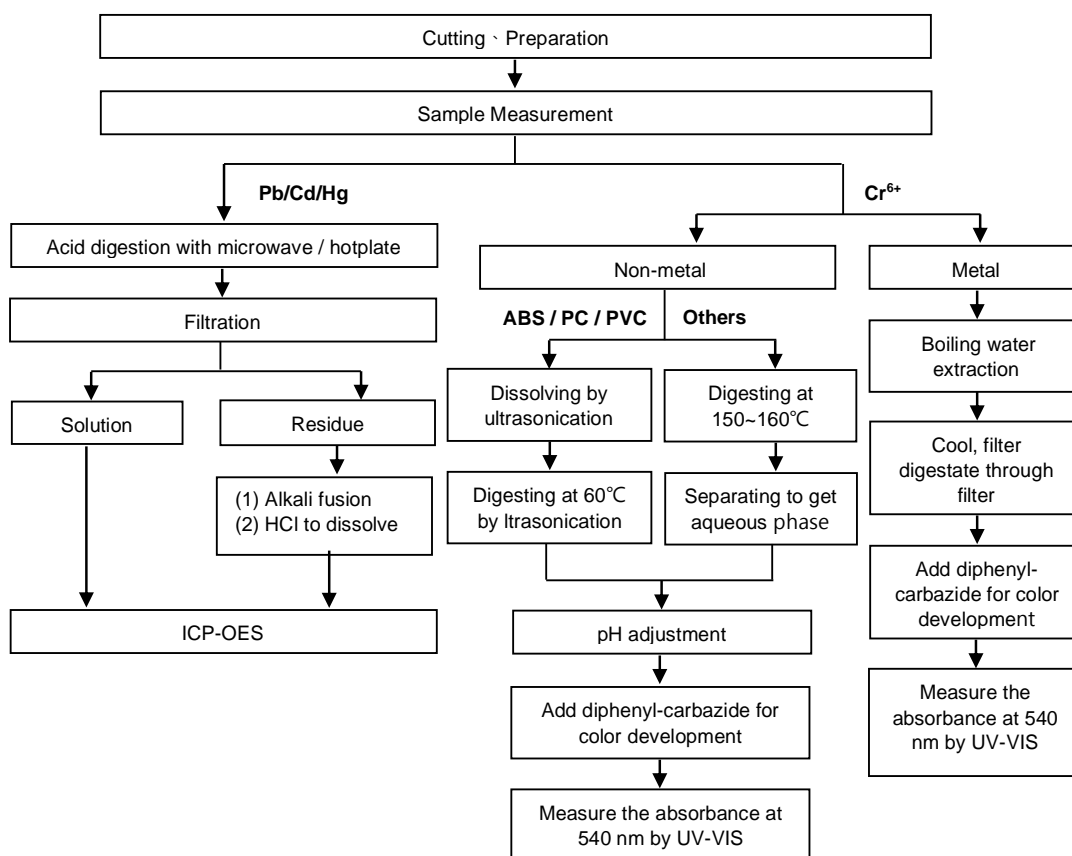 Cutting、Preparation
Sample Measurement
Pb/Cd/Hg
Cr⁶⁺
Acid digestion with microwave / hotplate
Filtration
Solution
Residue
(1) Alkali fusion
(2) HCl to dissolve
ICP-OES
Non-metal
ABS / PC / PVC
Others
Dissolving by
ultrasonication
Digesting at 60℃
by ltrasonication
Digesting at
150~160℃
Separating to get
aqueous phase
pH adjustment
Add diphenyl-carbazide for
color development
Measure the absorbance at
540 nm by UV-VIS
Metal
Boiling water
extraction
Cool, filter
digestate through
filter
Add diphenyl-
carbazide for color
development
Measure the
absorbance at 540
nm by UV-VIS